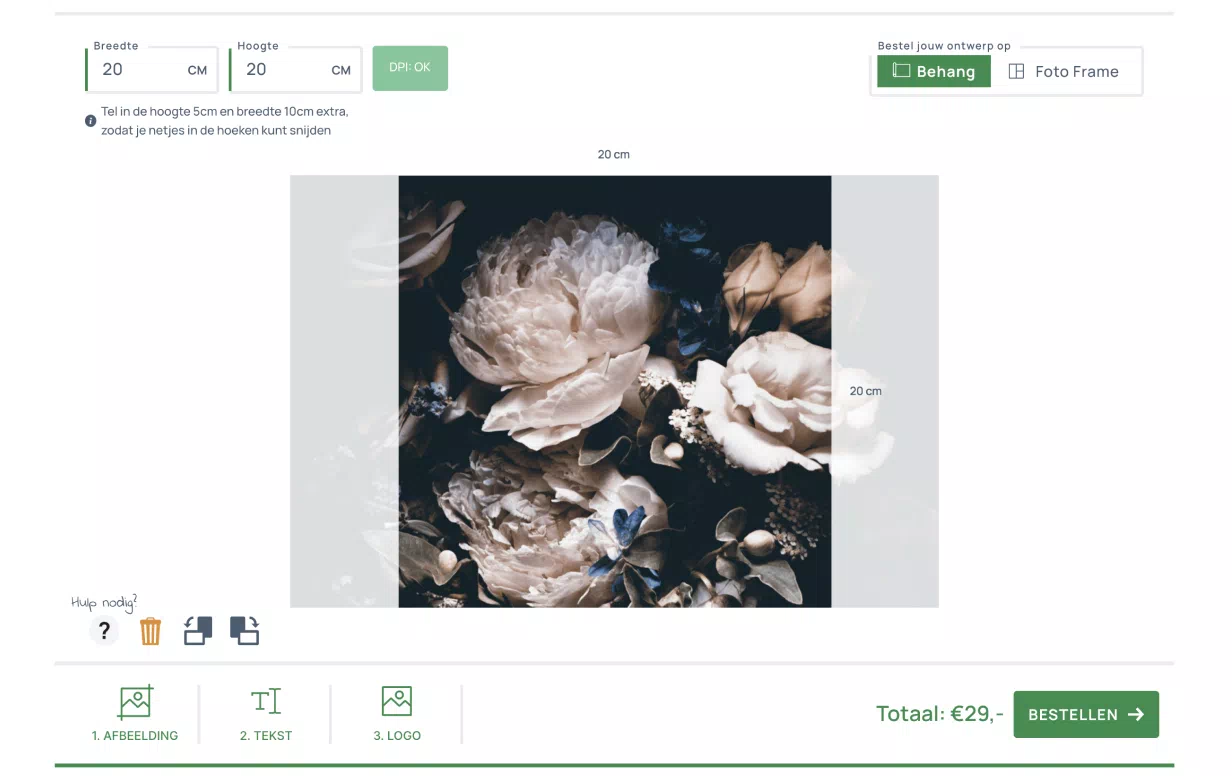 Breedte
20 CM
Hoogte
20 CM
DPI: OK
Bestel jouw ontwerp op
Behang
Foto Frame
i Tel in de hoogte 5cm en breedte 10cm extra,
zodat je netjes in de hoeken kunt snijden
20 cm
20 cm
Hulp nodig?
?
1. AFBEELDING
T
2. TEKST
3. LOGO
Totaal: €29,-
BESTELLEN →